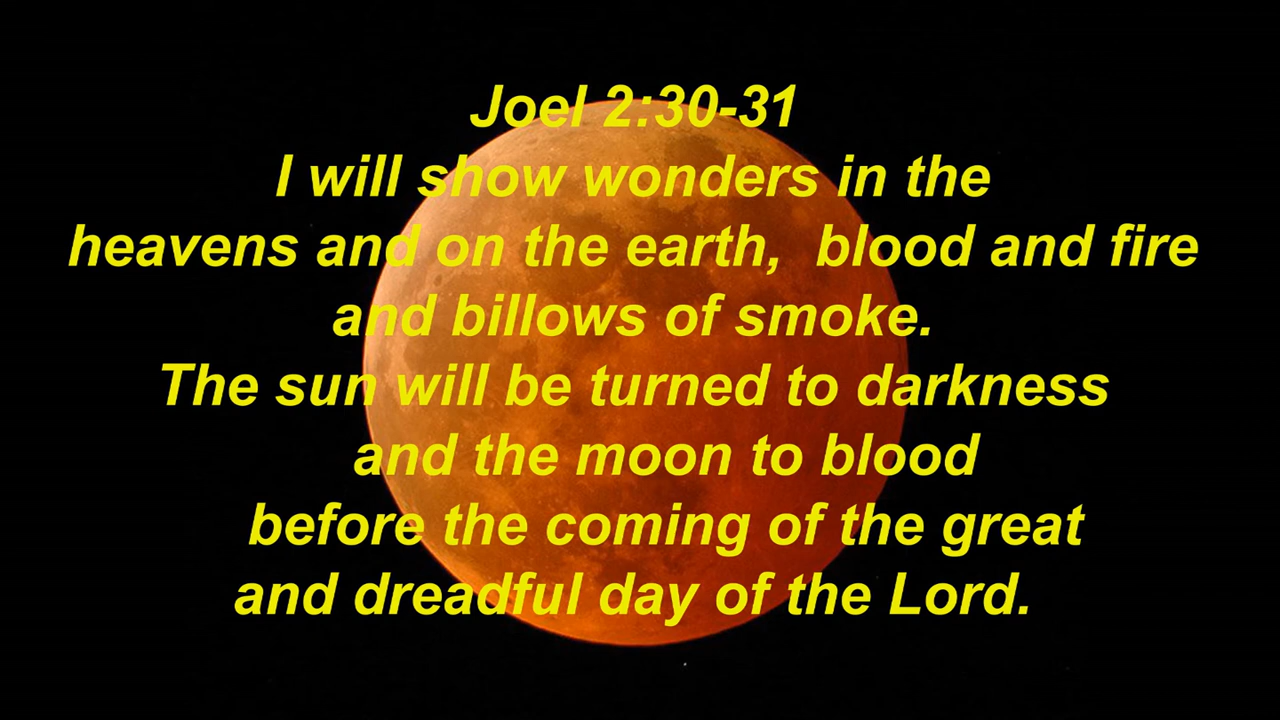 Joel 2:30-31
I will show wonders in the
heavens and on the earth,  blood and fire
and billows of smoke.
The sun will be turned to darkness
and the moon to blood
before the coming of the great
and dreadful day of the Lord.